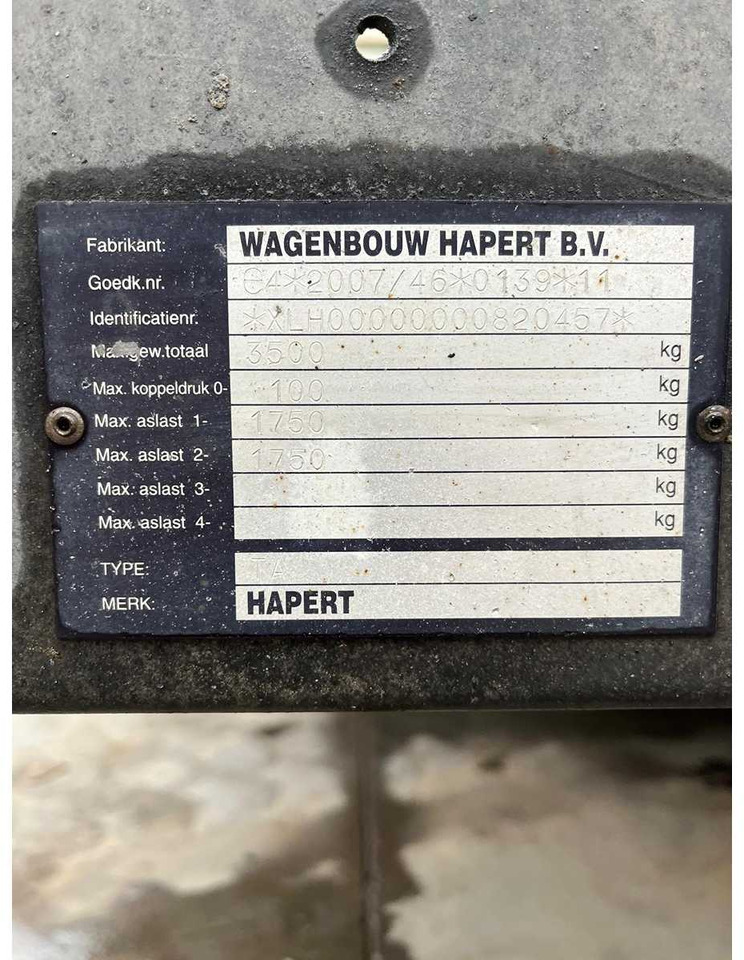 Fabrikant: WAGENBOUW HAPERT B.V.
Goedk.nr. e4*2007/46*0139*11
Identificatienr. *XLH00000000820457*
Max.gew.totaal 3500 kg
Max. koppeldruk 0- 100 kg
Max. aslast 1- 1750 kg
Max. aslast 2- 1750 kg
Max. aslast 3- kg
Max. aslast 4- kg
TYPE: TA
MERK: HAPERT